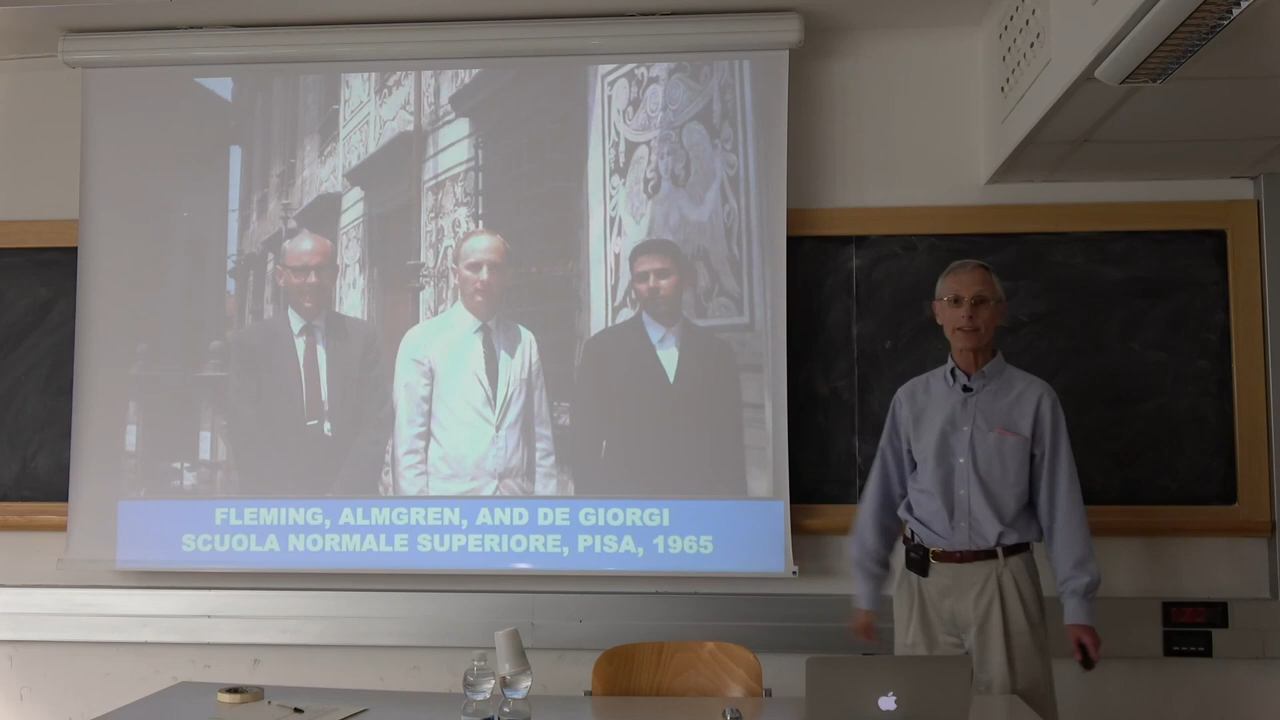 FLEMING, ALMGREN, AND DE GIORGI
SCUOLA NORMALE SUPERIORE, PISA, 1965